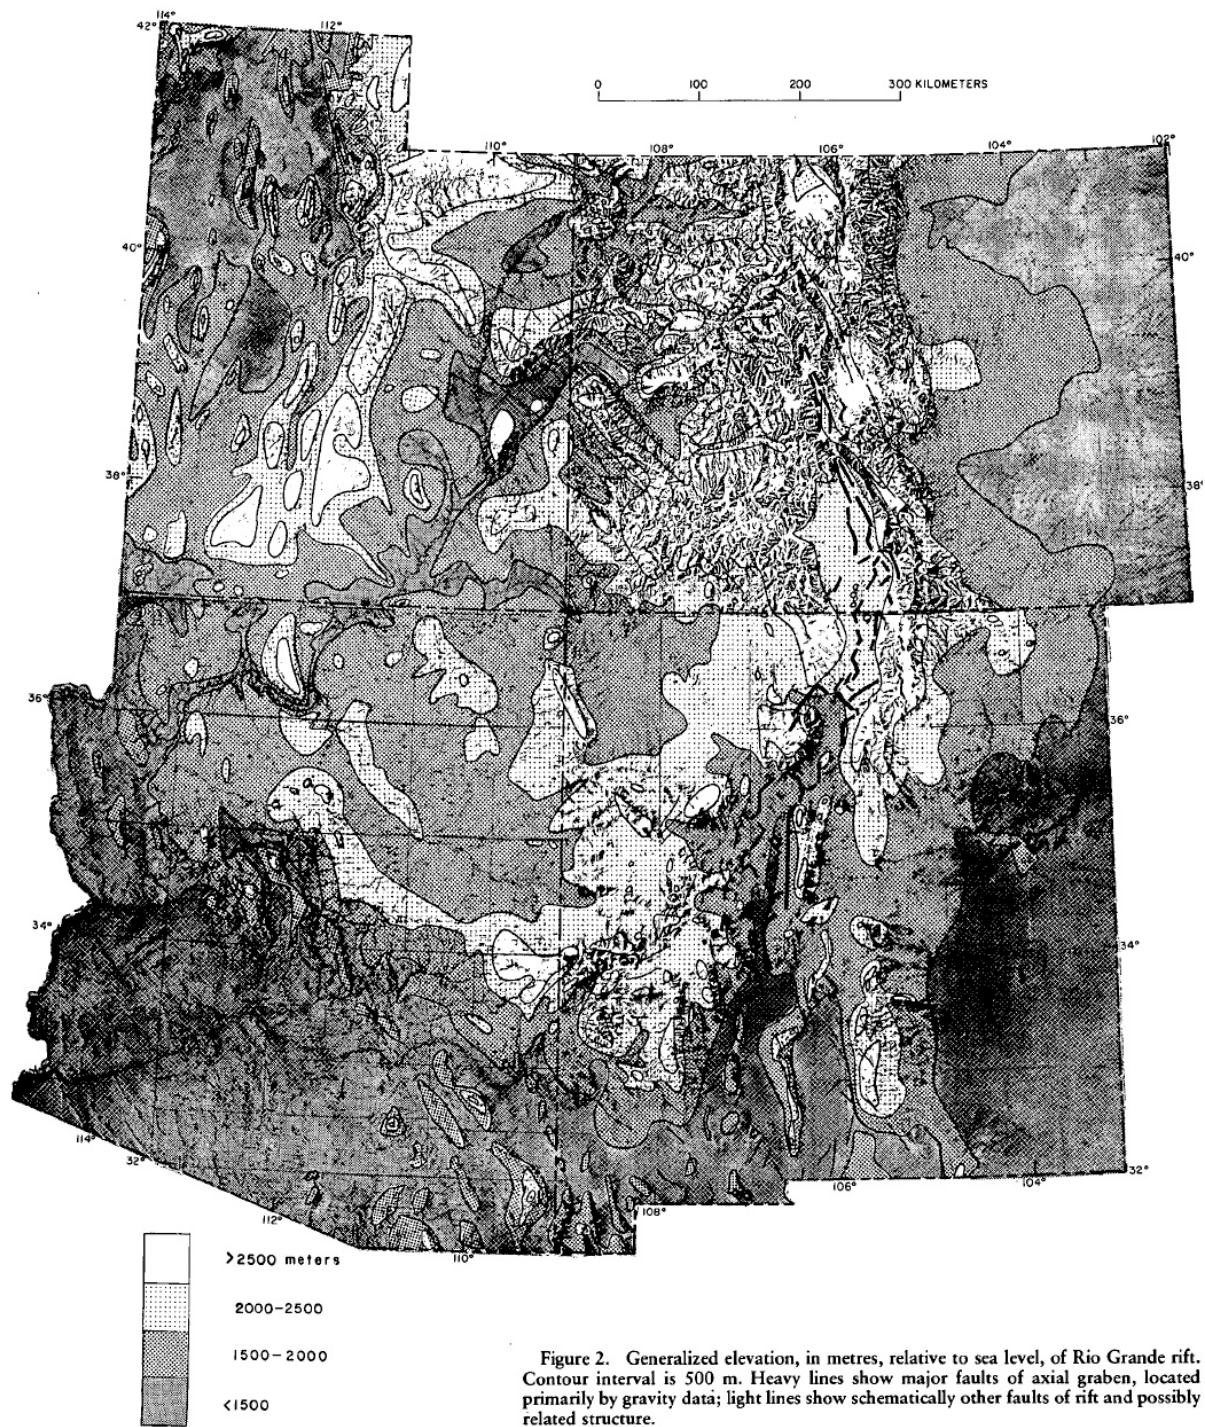 114°
42°
112°
0 100 200 300 KILOMETERS
110° 108° 106° 104° 102°
40° 40°
38° 38°
36° 36°
34° 34°
114°
32° 32°
112° 110° 108° 106° 104°
>2500 meters
2000-2500
1500-2000
<1500
Figure 2. Generalized elevation, in metres, relative to sea level, of Rio Grande rift.
Contour interval is 500 m. Heavy lines show major faults of axial graben, located
primarily by gravity data; light lines show schematically other faults of rift and possibly
related structure.